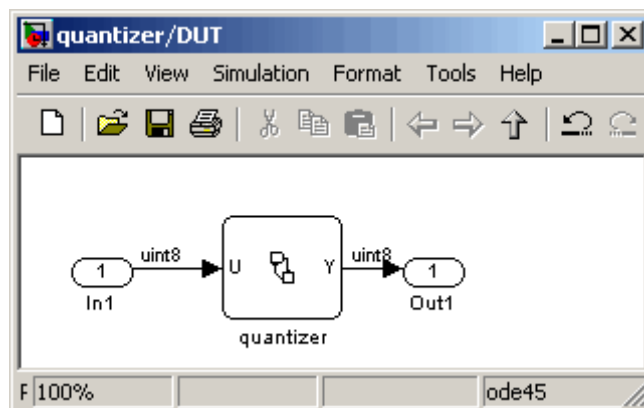 quantizer/DUT
File Edit View Simulation Format Tools Help
uint8 uint8
1 U Y 1
In1 Out1
quantizer
F 100% ode45